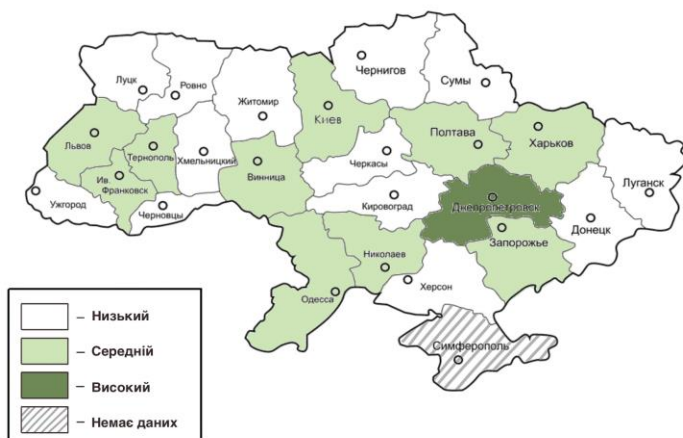 Чернигов
Сумы
Луцк
Ровно
Житомир
Киев
Львов
Тернополь
Хмельницкий
Полтава
Харьков
Черкасы
Винница
Ив.
Франковск
Ужгород
Черновцы
Кировоград
Днепропетровск
Луганск
Донецк
Запорожье
Николаев
Одесса
Херсон
Симферополь
– Низький
– Середній
– Високий
– Немає даних